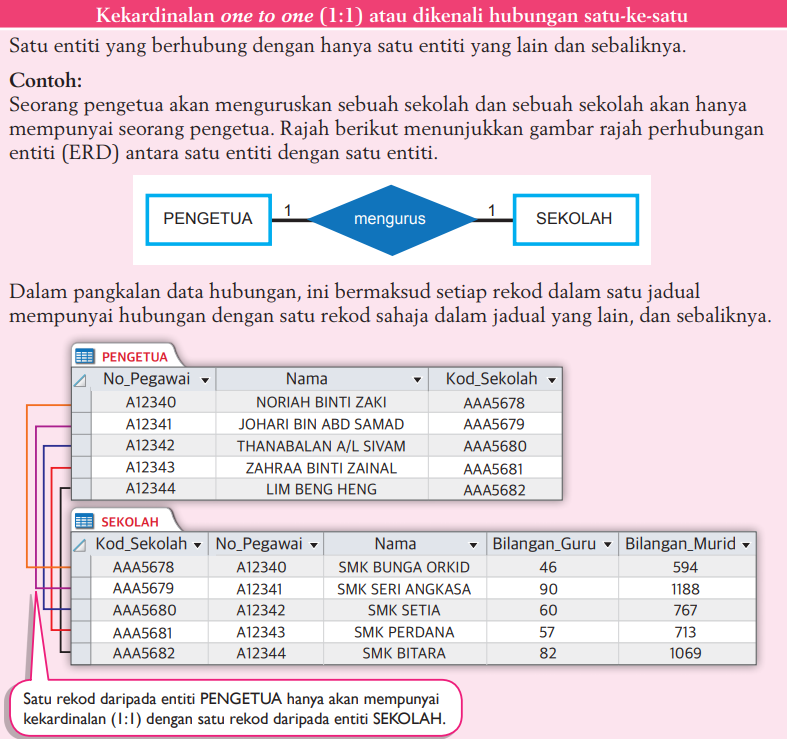 Kekardinalan one to one (1:1) atau dikenali hubungan satu-ke-satu
Satu entiti yang berhubung dengan hanya satu entiti yang lain dan sebaliknya.
Contoh:
Seorang pengetua akan menguruskan sebuah sekolah dan sebuah sekolah akan hanya
mempunyai seorang pengetua. Rajah berikut menunjukkan gambar rajah perhubungan
entiti (ERD) antara satu entiti dengan satu entiti.
PENGETUA 1 mengurus 1 SEKOLAH
Dalam pangkalan data hubungan, ini bermaksud setiap rekod dalam satu jadual
mempunyai hubungan dengan satu rekod sahaja dalam jadual yang lain, dan sebaliknya.
PENGETUA
No_Pegawai Nama Kod_Sekolah
A12340 NORIAH BINTI ZAKI AAA5678
A12341 JOHARI BIN ABD SAMAD AAA5679
A12342 THANABALAN A/L SIVAM AAA5680
A12343 ZAHRAA BINTI ZAINAL AAA5681
A12344 LIM BENG HENG AAA5682
SEKOLAH
Kod_Sekolah No_Pegawai Nama Bilangan_Guru Bilangan_Murid
AAA5678 A12340 SMK BUNGA ORKID 46 594
AAA5679 A12341 SMK SERI ANGKASA 90 1188
AAA5680 A12342 SMK SETIA 60 767
AAA5681 A12343 SMK PERDANA 57 713
AAA5682 A12344 SMK BITARA 82 1069
Satu rekod daripada entiti PENGETUA hanya akan mempunyai
kekardinalan (1:1) dengan satu rekod daripada entiti SEKOLAH.